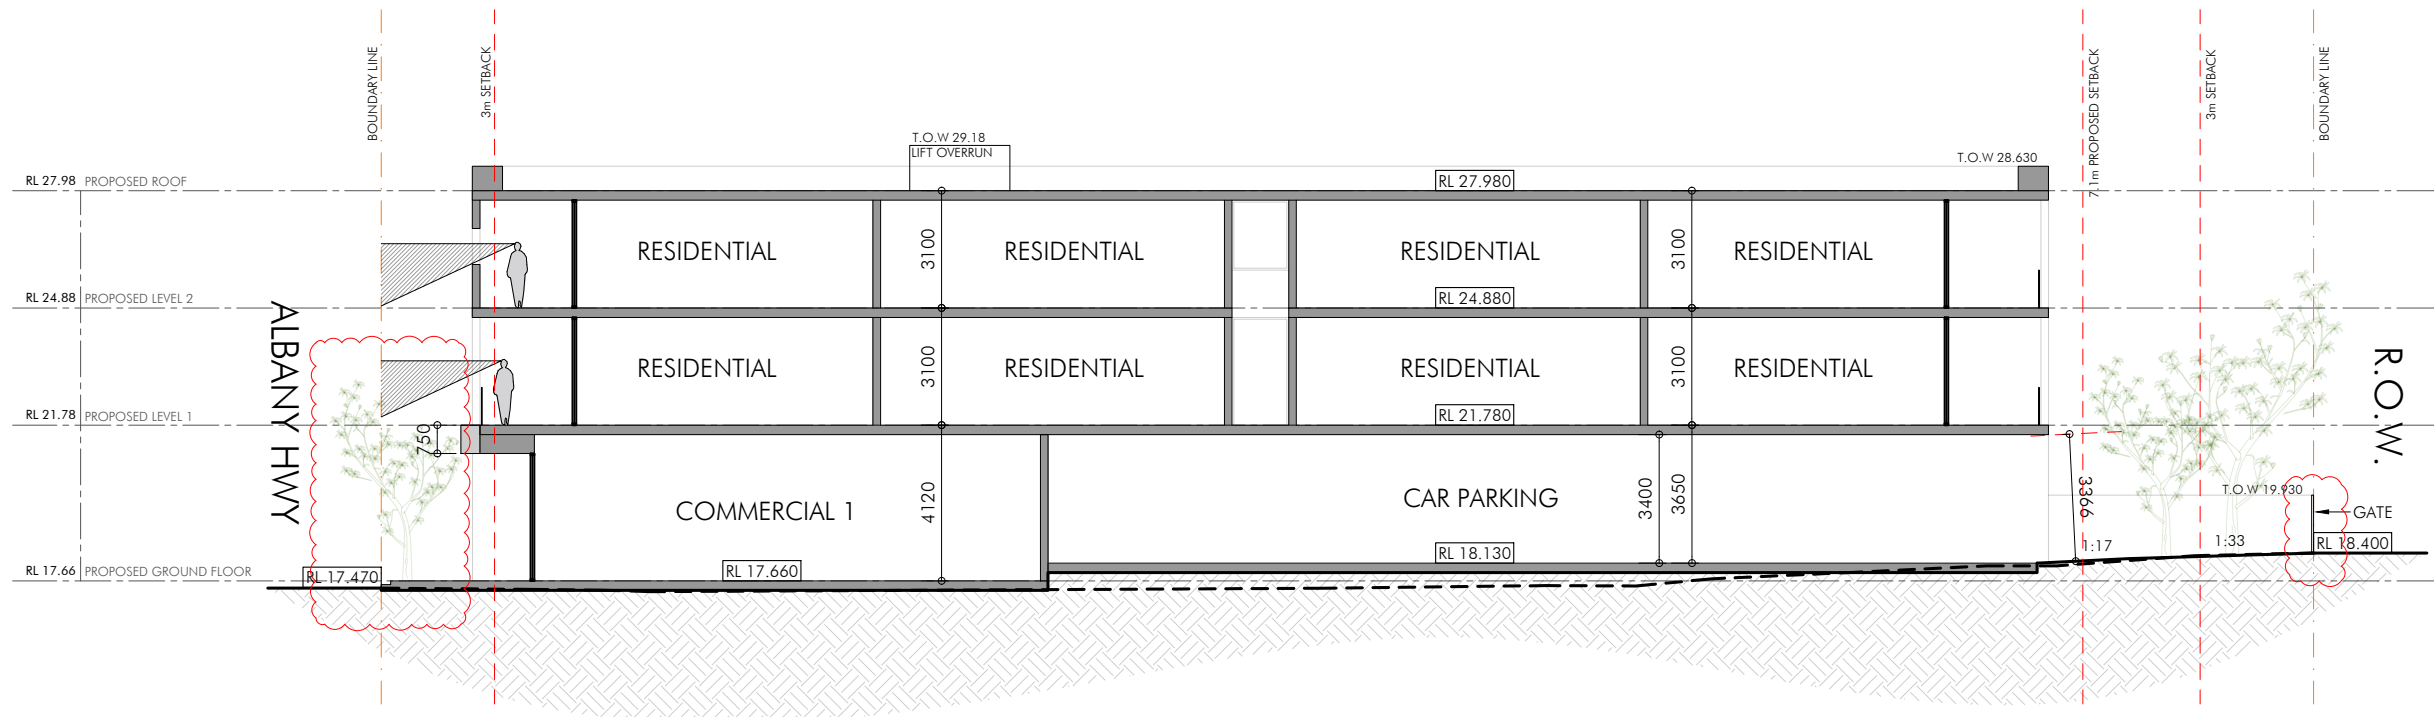 BOUNDARY LINE
3m SETBACK
7.1m PROPOSED SETBACK
3m SETBACK
BOUNDARY LINE
T.O.W 29.18
LIFT OVERRUN
T.O.W 28.630
RL 27.98 PROPOSED ROOF
RL 27.980
RESIDENTIAL
3100
RESIDENTIAL
RESIDENTIAL
3100
RESIDENTIAL
RL 24.88 PROPOSED LEVEL 2
RL 24.880
ALBANY HWY
RESIDENTIAL
3100
RESIDENTIAL
RESIDENTIAL
3100
RESIDENTIAL
R.O.W.
RL 21.78 PROPOSED LEVEL 1
RL 21.780
750
COMMERCIAL 1
4120
CAR PARKING
3400
3650
3366
T.O.W 19.930
GATE
1:17
1:33
RL 18.400
RL 18.130
RL 17.66 PROPOSED GROUND FLOOR
RL 17.470
RL 17.660